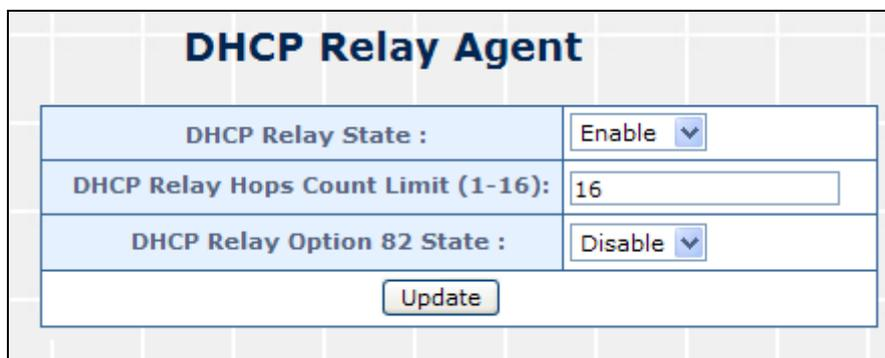 DHCP Relay Agent
DHCP Relay State : Enable
DHCP Relay Hops Count Limit (1-16): 16
DHCP Relay Option 82 State : Disable
Update